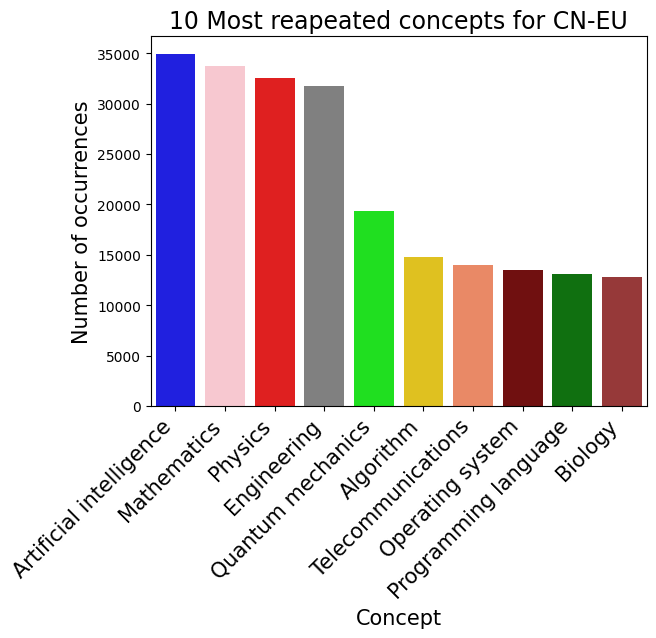 10 Most reapeated concepts for CN-EU
Number of occurrences
35000
30000
25000
20000
15000
10000
5000
0
Artificial intelligence
Mathematics
Physics
Engineering
Quantum mechanics
Algorithm
Telecommunications
Operating system
Programming language
Biology
Concept